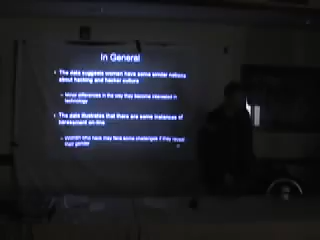 In General
• The data suggests women have some similar notions
about hacking and hacker culture
– Minor differences in the way they become interested in
technology
• The data illustrates that there are some instances of
harassment on-line
– Women who have may face some challenges if they reveal
their gender